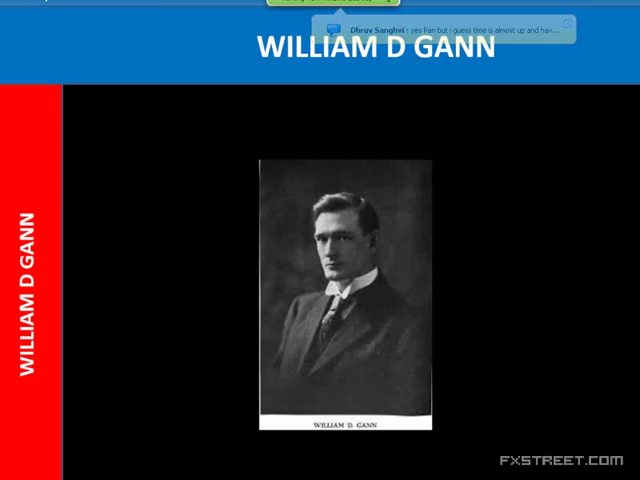 Dhruv Sanghvi : yes Pan but i guess time is almost up and hav...
WILLIAM D GANN
WILLIAM D GANN
WILLIAM D. GANN
FXSTREET.COM